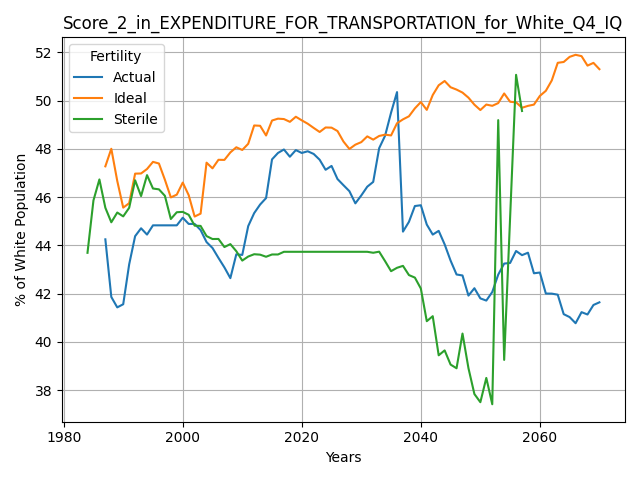 Score_2_in_EXPENDITURE_FOR_TRANSPORTATION_for_White_Q4_IQ
Fertility
Actual
Ideal
Sterile
% of White Population
52
50
48
46
44
42
40
38
1980
2000
2020
2040
2060
Years